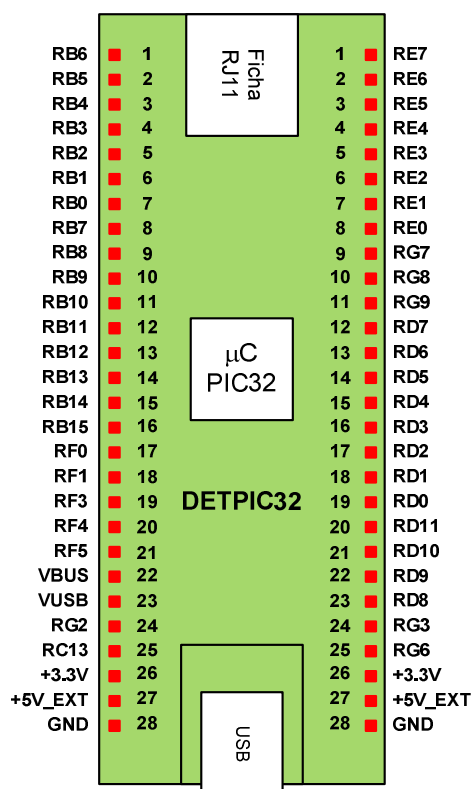 Ficha
RJ11
RB6 1 1 RE7
RB5 2 2 RE6
RB4 3 3 RE5
RB3 4 4 RE4
RB2 5 5 RE3
RB1 6 6 RE2
RB0 7 7 RE1
RB7 8 8 RE0
RB8 9 9 RG7
RB9 10 10 RG8
RB10 11 11 RG9
RB11 12 12 RD7
RB12 13 13 RD6
RB13 14 14 RD5
RB14 15 15 RD4
RB15 16 16 RD3
RF0 17 17 RD2
RF1 18 18 RD1
RF3 19 19 RD0
RF4 20 20 RD11
RF5 21 21 RD10
VBUS 22 22 RD9
VUSB 23 23 RD8
RG2 24 24 RG3
RC13 25 25 RG6
+3.3V 26 26 +3.3V
+5V_EXT 27 27 +5V_EXT
GND 28 28 GND
μC
PIC32
DETPIC32
USB